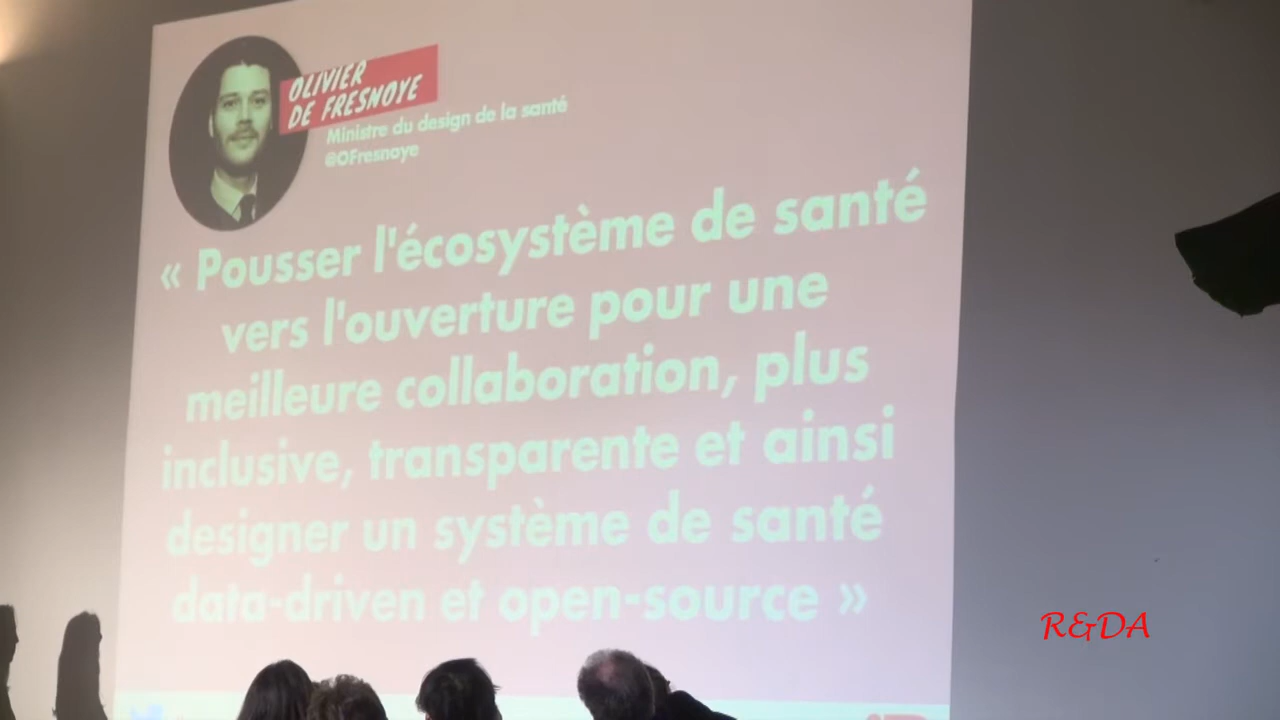 OLIVIER
DE FRESNOYE
Ministre du design de la santé
@OFresnoye
« Pousser l'écosystème de santé
vers l'ouverture pour une
meilleure collaboration, plus
inclusive, transparente et ainsi
designer un système de santé
data-driven et open-source »
R&DA